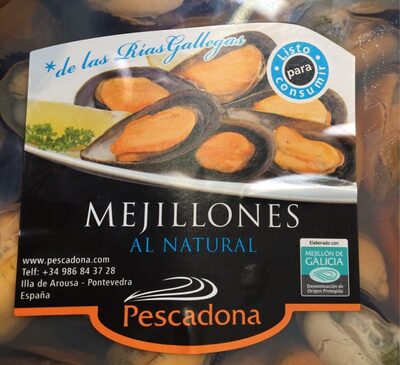 *de las Rías Gallegas
Listo
para
consumir
MEJILLONES
AL NATURAL
www.pescadona.com
Telf: +34 986 84 37 28
Illa de Arousa - Pontevedra
España
Elaborado con
MEJILLÓN DE
GALICIA
Denominación de
Origen Protegida
Pescadona